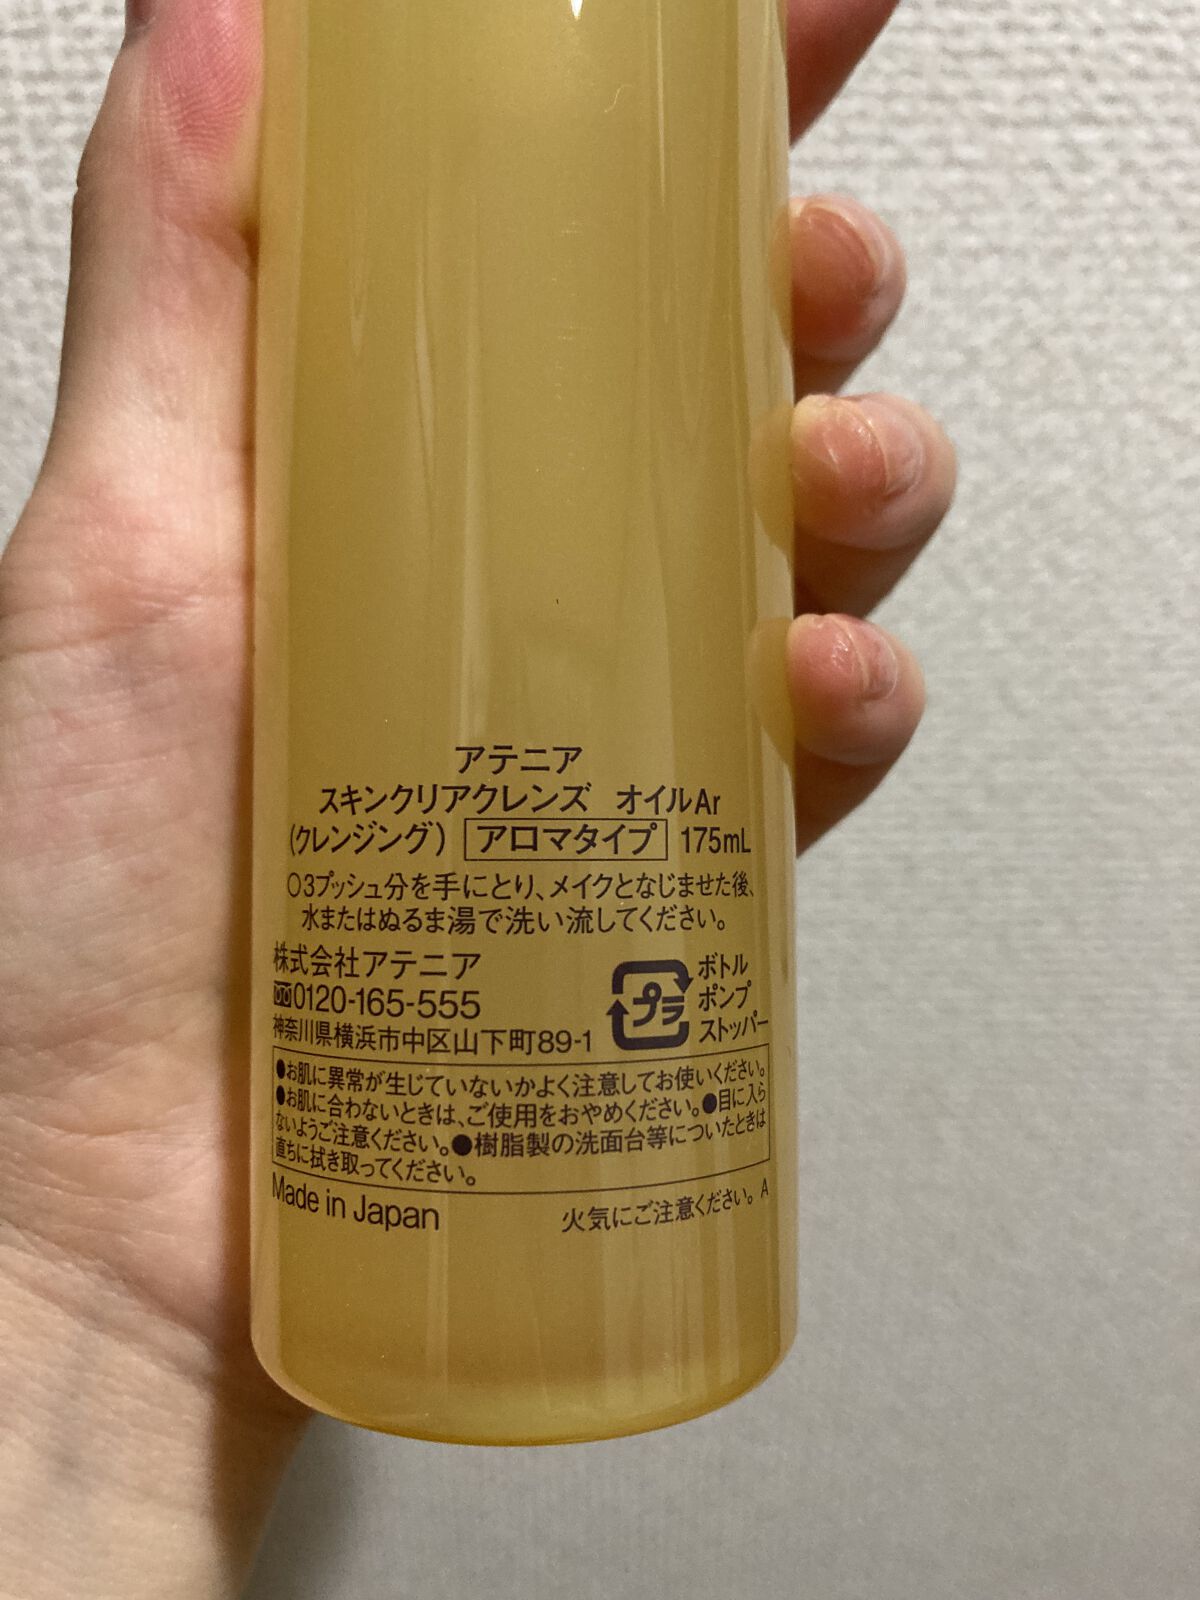 アテニア
スキンクリアクレンズ オイルAr
(クレンジング) アロマタイプ 175mL
○3プッシュ分を手にとり、メイクとなじませた後、
水またはぬるま湯で洗い流してください。
株式会社アテニア
0120-165-555
神奈川県横浜市中区山下町89-1
プラ
ボトル
ポンプ
ストッパー
●お肌に異常が生じていないかよく注意してお使いください。
●お肌に合わないときは、ご使用をおやめください。●目に入ら
ないようご注意ください。●樹脂製の洗面台等についたときは
直ちに拭き取ってください。
Made in Japan
火気にご注意ください。 A